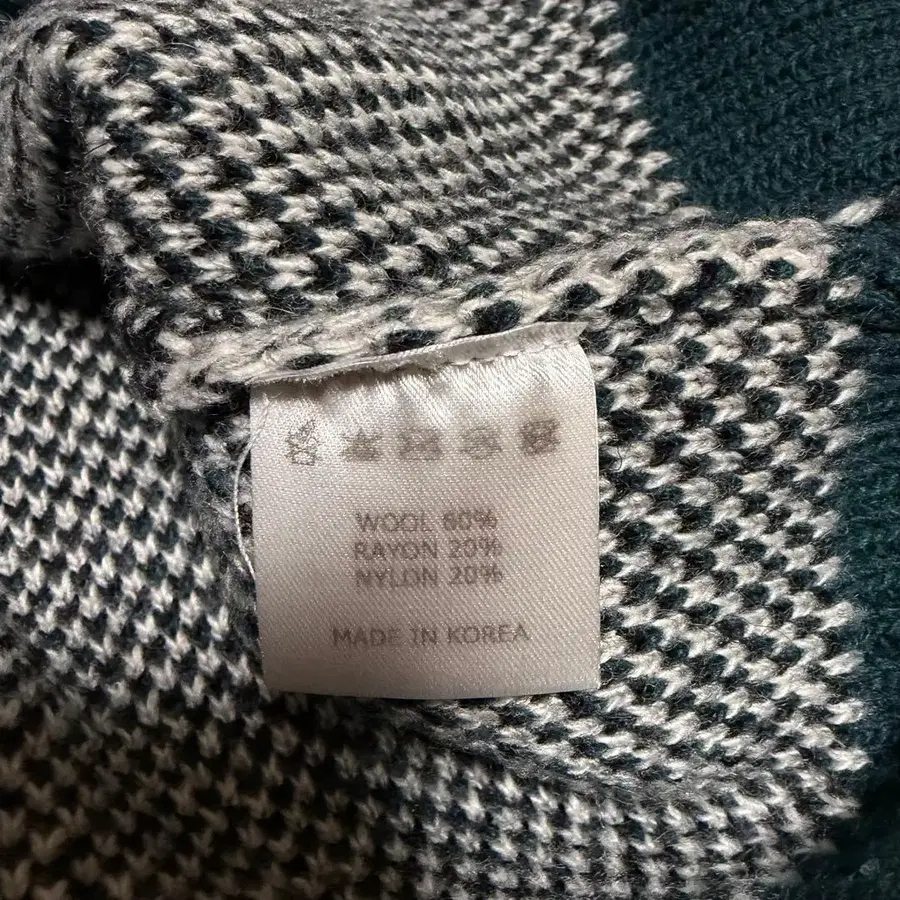 WOOL 60%
RAYON 20%
NYLON 20%
MADE IN KOREA